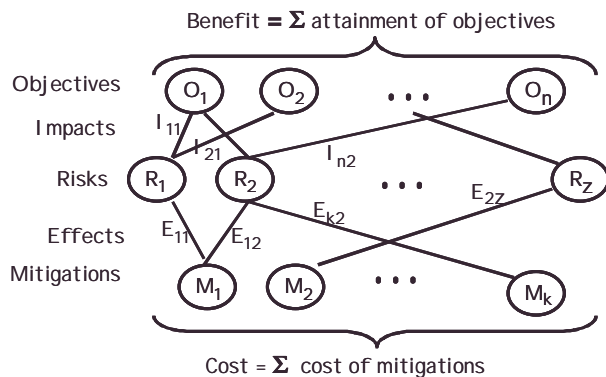 Benefit = Σ attainment of objectives
Objectives O1 O2 ... On
Impacts I11 I21 In2
Risks R1 R2 ... RZ
Effects E11 E12 Ek2 E2Z
Mitigations M1 M2 ... Mk
Cost = Σ cost of mitigations